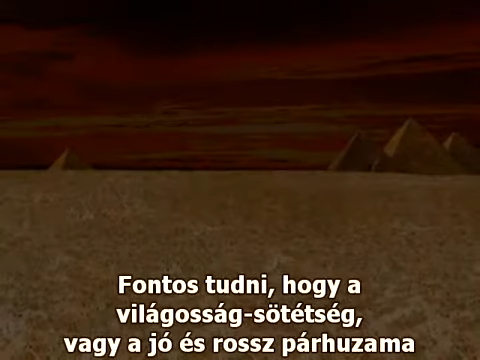 Fontos tudni, hogy a
világosság-sötétség,
vagy a jó és rossz párhuzama